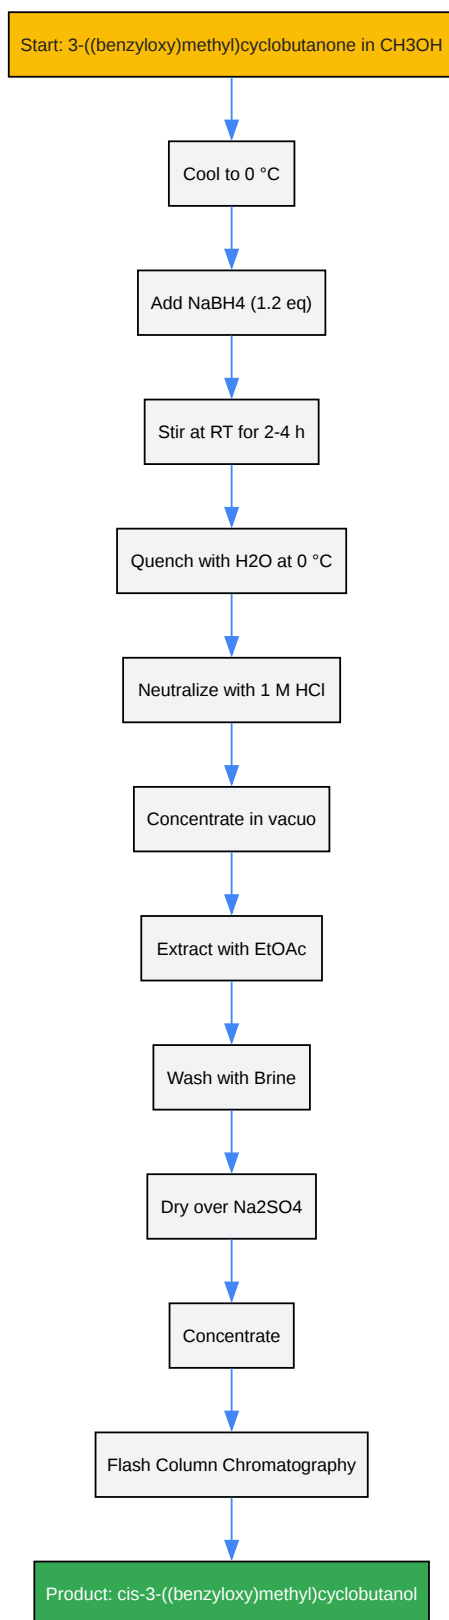 Start: 3-((benzyloxy)methyl)cyclobutanone in CH3OH
Cool to 0 °C
Add NaBH4 (1.2 eq)
Stir at RT for 2-4 h
Quench with H2O at 0 °C
Neutralize with 1 M HCl
Concentrate in vacuo
Extract with EtOAc
Wash with Brine
Dry over Na2SO4
Concentrate
Flash Column Chromatography
Product: cis-3-((benzyloxy)methyl)cyclobutanol